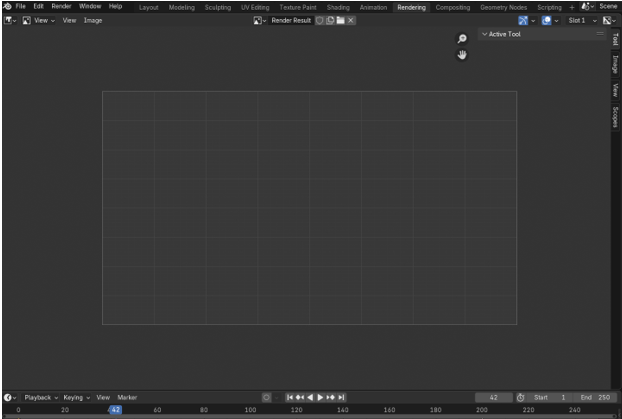 File Edit Render Window Help Layout Modeling Sculpting UV Editing Texture Paint Shading Animation Rendering Compositing Geometry Nodes Scripting + Scene
View View Image Render Result Slot 1
Active Tool
Tool
Image
View
Scopes
Playback Keying View Marker 42 Start 1 End 250
0 20 42 60 80 100 120 140 160 180 200 220 240